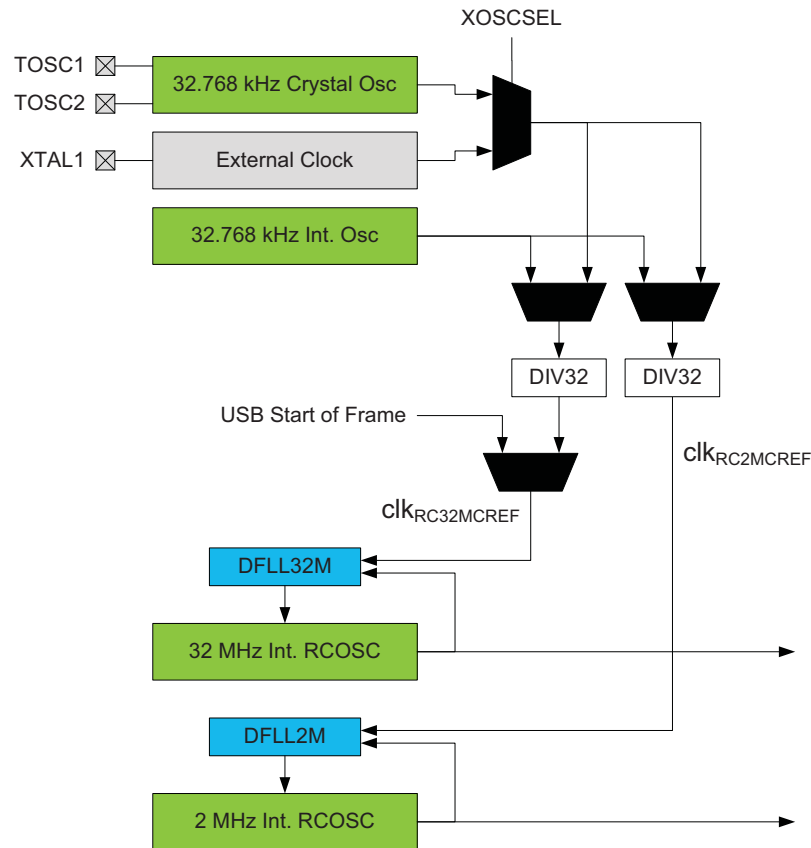 XOSCSEL
TOSC1
32.768 kHz Crystal Osc
TOSC2
XTAL1
External Clock
32.768 kHz Int. Osc
DIV32
DIV32
USB Start of Frame
clkRC2MCREF
clkRC32MCREF
DFLL32M
32 MHz Int. RCOSC
DFLL2M
2 MHz Int. RCOSC